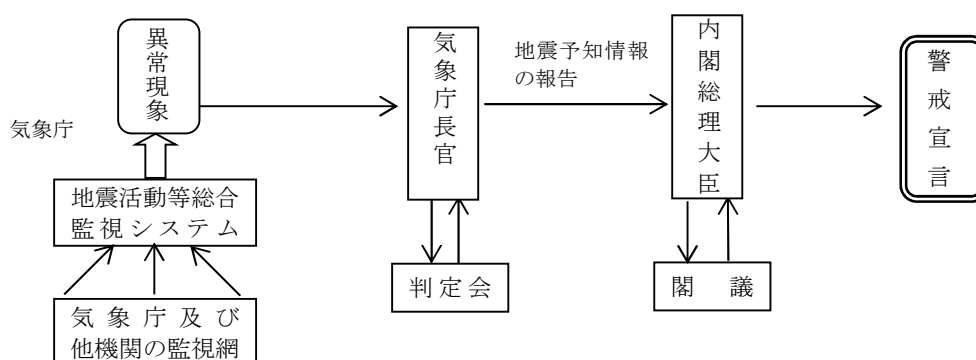 異常現象
気象庁長官
地震予知情報
の報告
内閣総理大臣
警戒宣言
気象庁
地震活動等総合
監視システム
判定会
閣議
気象庁及び
他機関の監視網